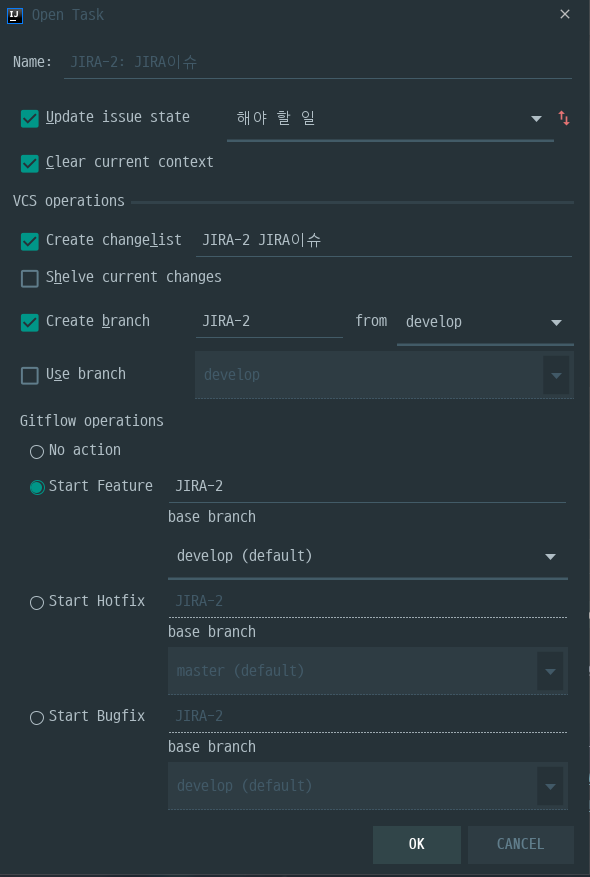 IJ Open Task
Name: JIRA-2: JIRA이슈
Update issue state 해야 할 일
Clear current context
VCS operations
Create changelist JIRA-2 JIRA이슈
Shelve current changes
Create branch JIRA-2 from develop
Use branch develop
Gitflow operations
No action
Start Feature JIRA-2
base branch
develop (default)
Start Hotfix JIRA-2
base branch
master (default)
Start Bugfix JIRA-2
base branch
develop (default)
OK CANCEL